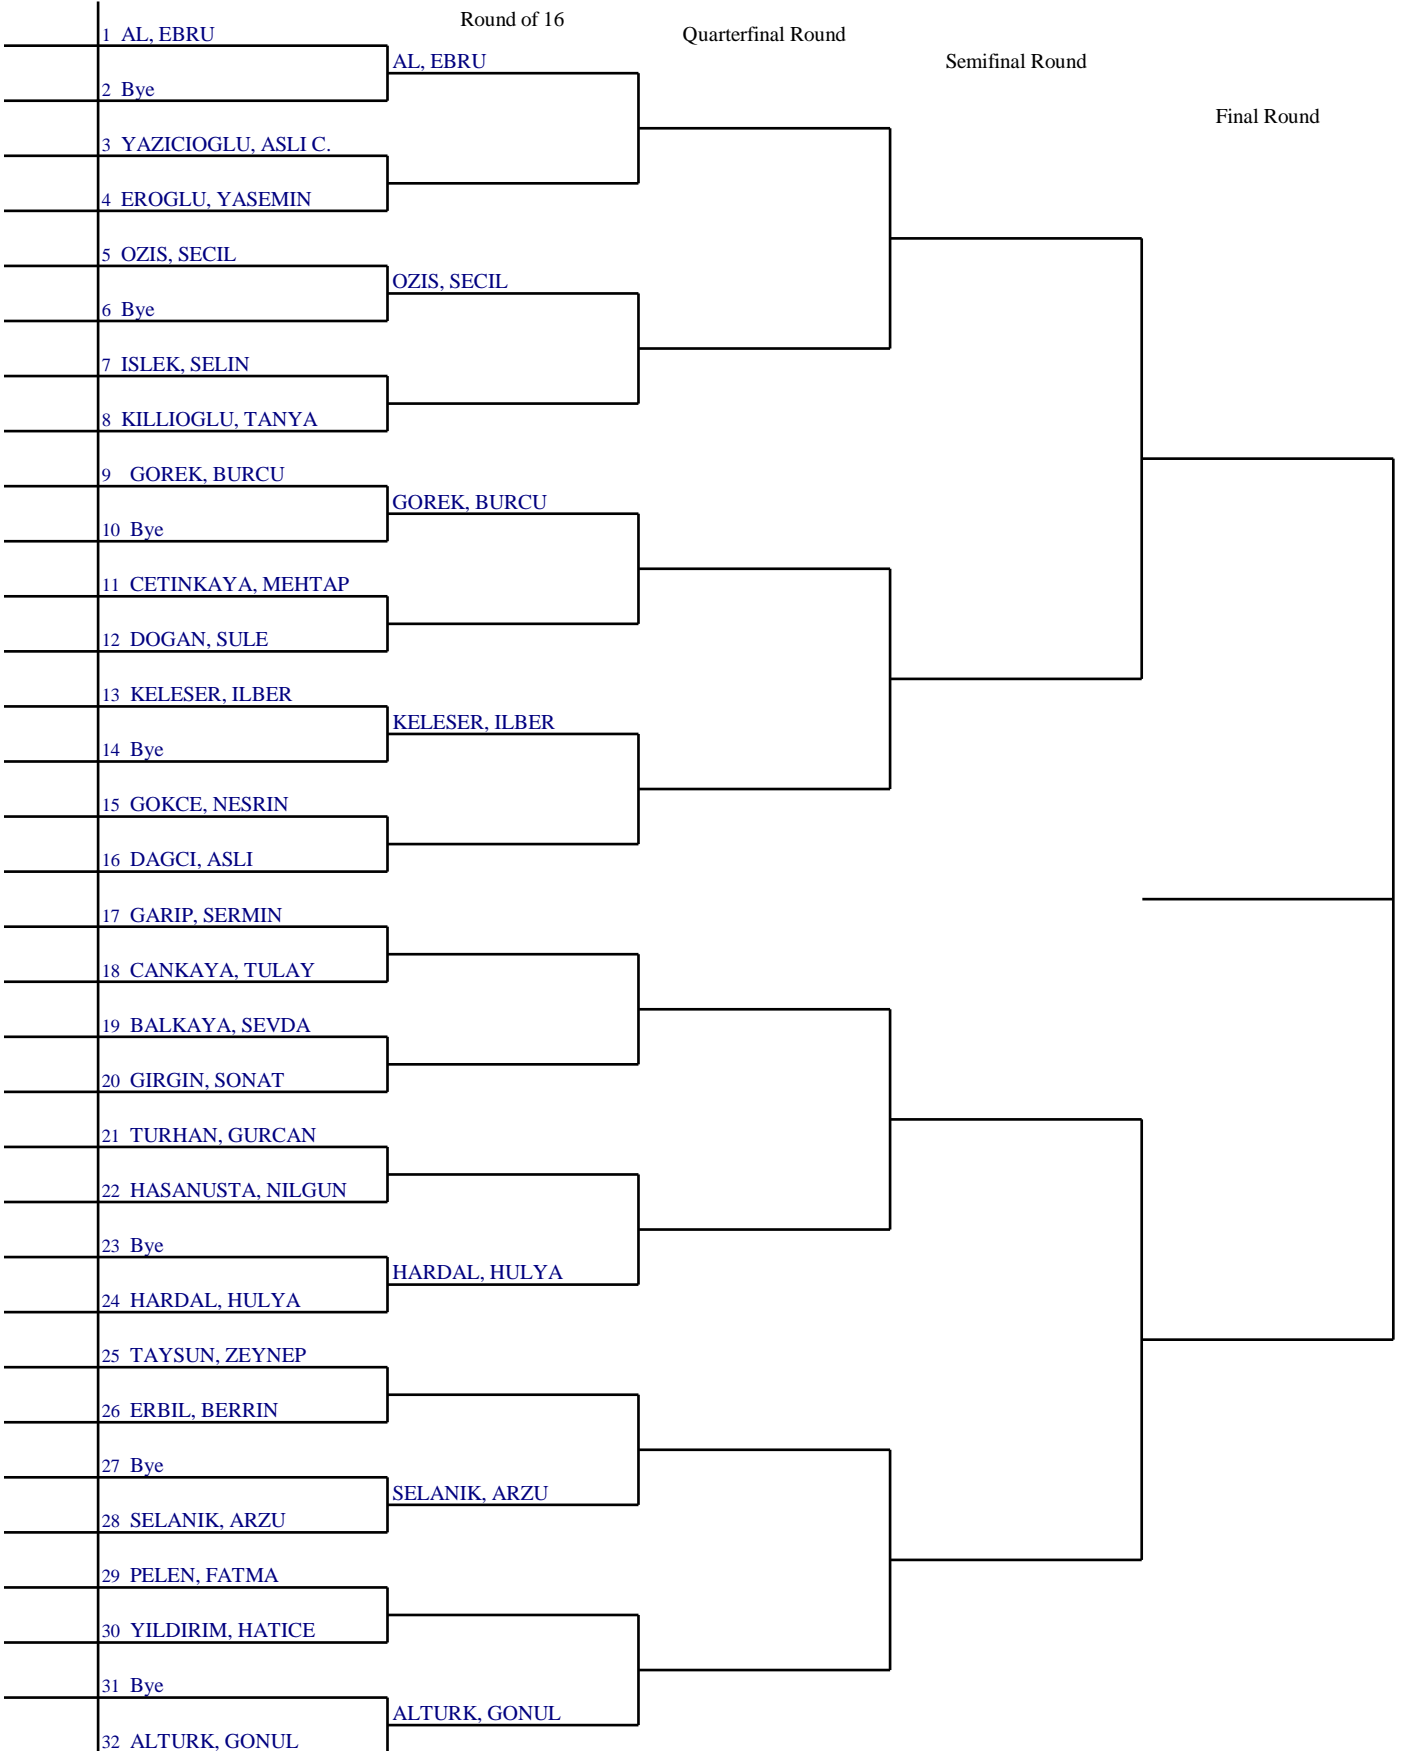 Round of 16
Quarterfinal Round
Semifinal Round
Final Round
1 AL, EBRU
AL, EBRU
2 Bye
3 YAZICIOGLU, ASLI C.
4 EROGLU, YASEMIN
5 OZIS, SECIL
OZIS, SECIL
6 Bye
7 ISLEK, SELIN
8 KILLIOGLU, TANYA
9 GOREK, BURCU
GOREK, BURCU
10 Bye
11 CETINKAYA, MEHTAP
12 DOGAN, SULE
13 KELESER, ILBER
KELESER, ILBER
14 Bye
15 GOKCE, NESRIN
16 DAGCI, ASLI
17 GARIP, SERMIN
18 CANKAYA, TULAY
19 BALKAYA, SEVDA
20 GIRGIN, SONAT
21 TURHAN, GURCAN
22 HASANUSTA, NILGUN
23 Bye
HARDAL, HULYA
24 HARDAL, HULYA
25 TAYSUN, ZEYNEP
26 ERBIL, BERRIN
27 Bye
SELANIK, ARZU
28 SELANIK, ARZU
29 PELEN, FATMA
30 YILDIRIM, HATICE
31 Bye
ALTURK, GONUL
32 ALTURK, GONUL